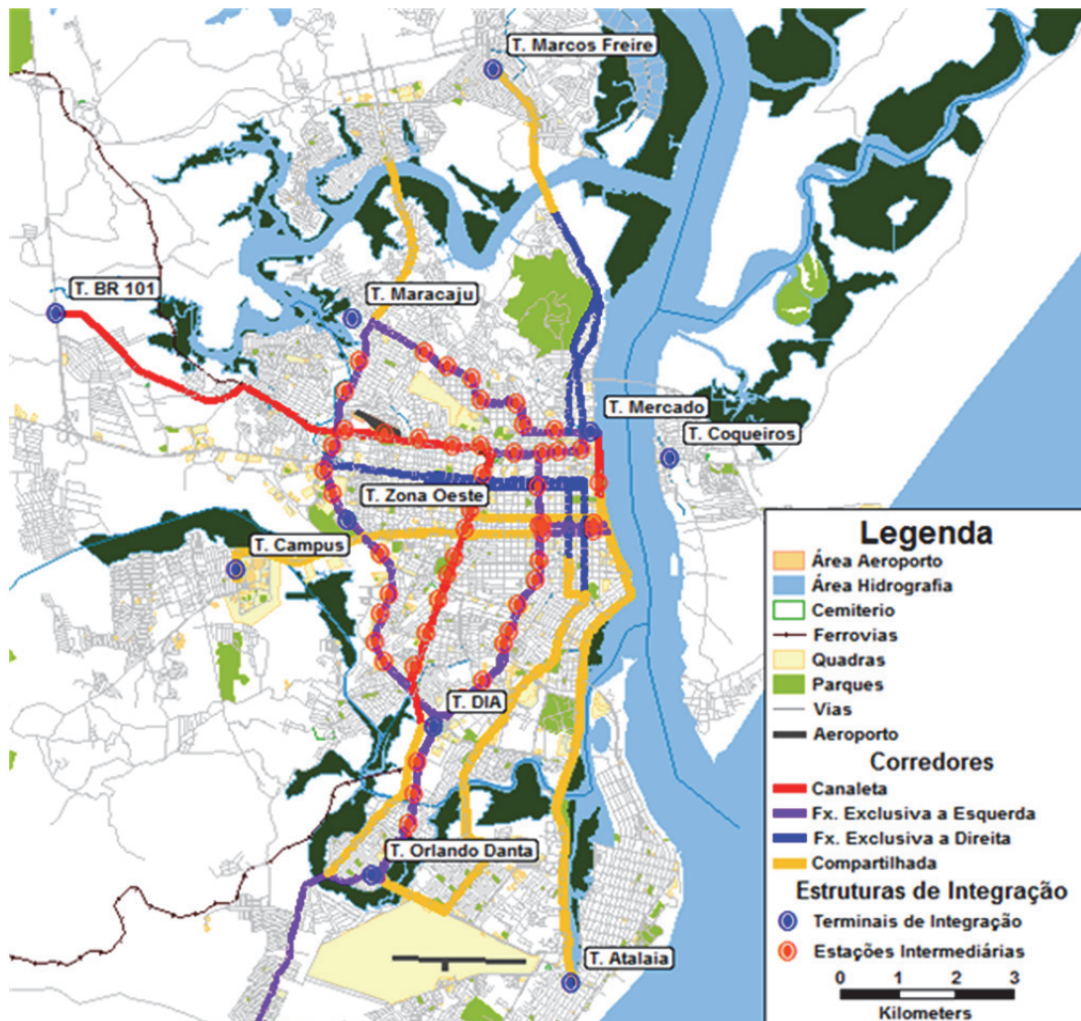 T. Marcos Freire
T. BR 101
T. Maracaju
T. Mercado
T. Coqueiros
T. Zona Oeste
T. Campus
T. DIA
T. Orlando Danta
T. Atalaia
Legenda
Área Aeroporto
Área Hidrografia
Cemiterio
Ferrovias
Quadras
Parques
Vias
Aeroporto
Corredores
Canaleta
Fx. Exclusiva a Esquerda
Fx. Exclusiva a Direita
Compartilhada
Estruturas de Integração
Terminais de Integração
Estações Intermediárias
0 1 2 3
Kilometers